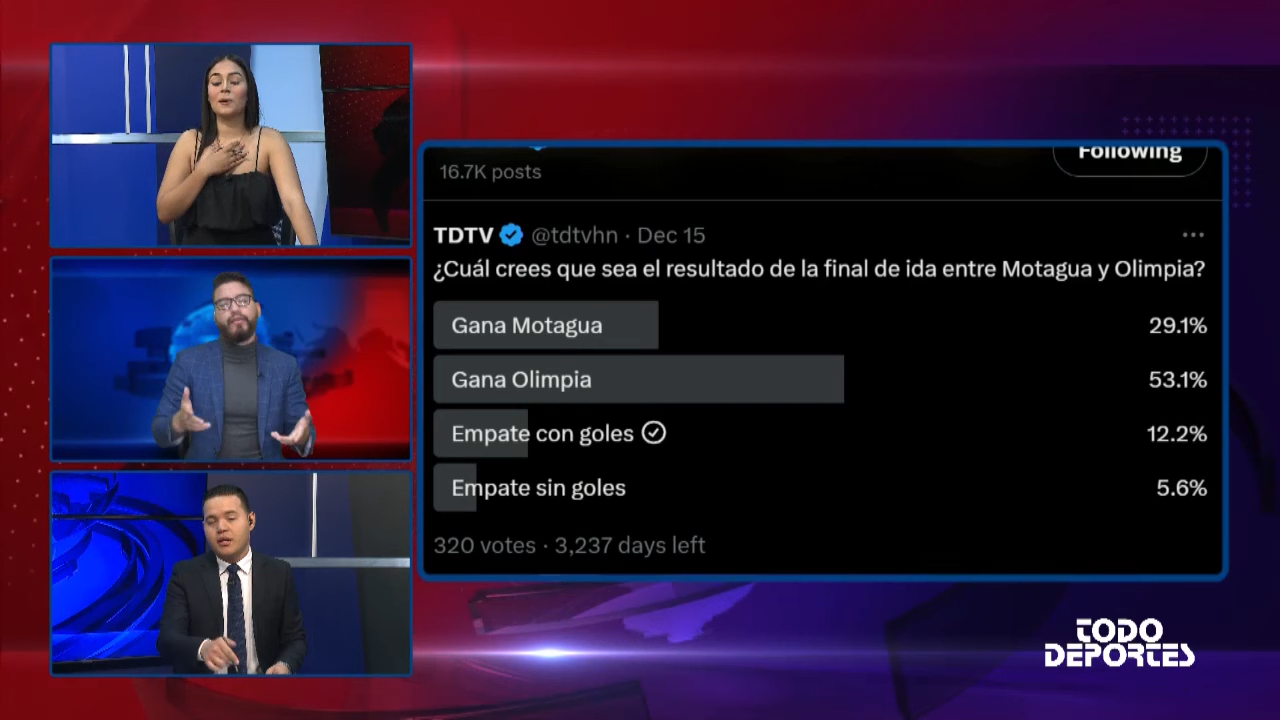 16.7K posts
Following
TDTV @tdtvhn · Dec 15
¿Cuál crees que sea el resultado de la final de ida entre Motagua y Olimpia?
Gana Motagua 29.1%
Gana Olimpia 53.1%
Empate con goles 12.2%
Empate sin goles 5.6%
320 votes · 3,237 days left
TODO
DEPORTES